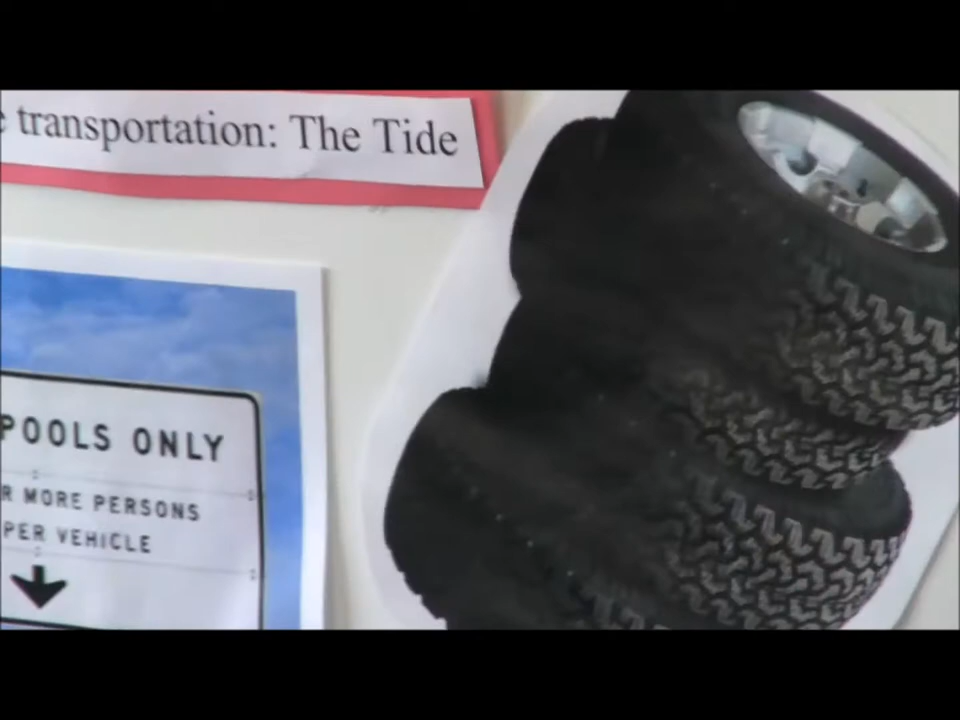 transportation: The Tide
POOLS ONLY
R MORE PERSONS
PER VEHICLE